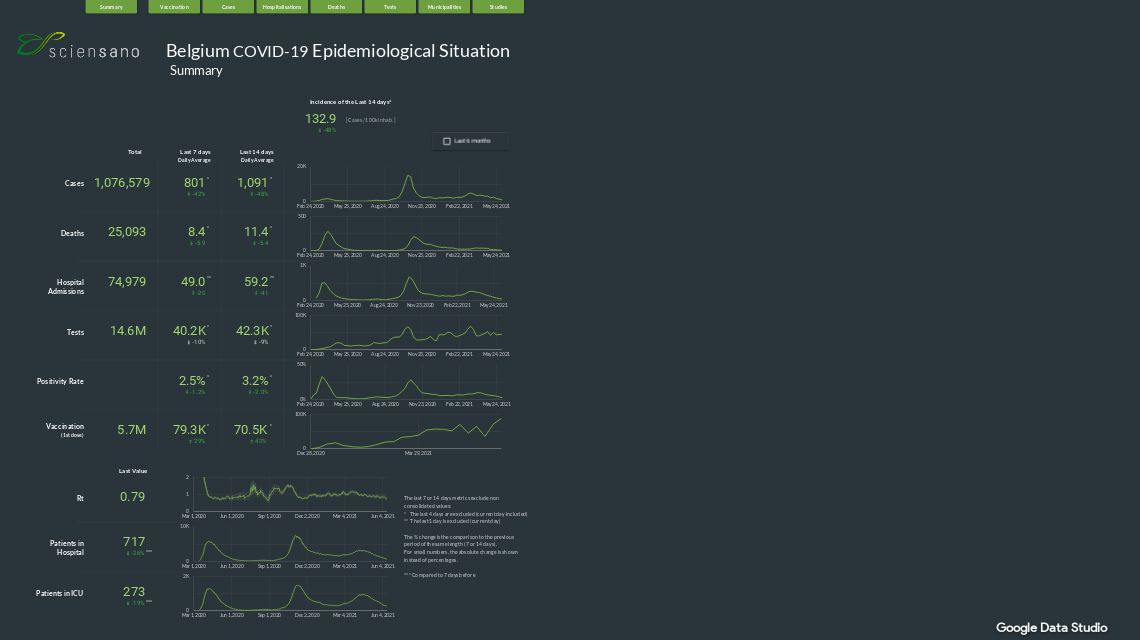 Summary Vaccination Cases Hospitalisations Deaths Tests Municipalities Studies
sciensano
Belgium COVID-19 Epidemiological Situation
Summary
Incidence of the Last 14 days*
132.9 [Cases/100k inhab.]
-48%
Last 6 months
Total Last 7 days Last 14 days
Daily Average Daily Average
20K
Cases 1,076,579 801* 1,091*
-42% -48%
0
Feb 24, 2020 May 25, 2020 Aug 24, 2020 Nov 23, 2020 Feb 22, 2021 May 24, 2021
500
Deaths 25,093 8.4* 11.4*
-5.9 -5.4
0
Feb 24, 2020 May 25, 2020 Aug 24, 2020 Nov 23, 2020 Feb 22, 2021 May 24, 2021
1K
Hospital Admissions 74,979 49.0** 59.2**
-20 -41
0
Feb 24, 2020 May 25, 2020 Aug 24, 2020 Nov 23, 2020 Feb 22, 2021 May 24, 2021
100K
Tests 14.6M 40.2K* 42.3K*
-10% -9%
0
Feb 24, 2020 May 25, 2020 Aug 24, 2020 Nov 23, 2020 Feb 22, 2021 May 24, 2021
50%
Positivity Rate 2.5%* 3.2%*
-1.2% -2.0%
0%
Feb 24, 2020 May 25, 2020 Aug 24, 2020 Nov 23, 2020 Feb 22, 2021 May 24, 2021
100K
Vaccination 5.7M 79.3K* 70.5K*
(1st dose) 29% 43%
0
Dec 28, 2020 Mar 29, 2021
Last Value
2
Rt 0.79
1
0
Mar 1, 2020 Jun 1, 2020 Sep 1, 2020 Dec 2, 2020 Mar 4, 2021 Jun 4, 2021
10K
Patients in Hospital 717
-26% ***
0
Mar 1, 2020 Jun 1, 2020 Sep 1, 2020 Dec 2, 2020 Mar 4, 2021 Jun 4, 2021
2K
Patients in ICU 273
-19% ***
0
Mar 1, 2020 Jun 1, 2020 Sep 1, 2020 Dec 2, 2020 Mar 4, 2021 Jun 4, 2021
The last 7 or 14 days metrics exclude non
consolidated values:
* The last 4 days are excluded (current day included)
** The last 1 day is excluded (current day)
The % change is the comparison to the previous
period of the same length (7 or 14 days).
For small numbers, the absolute change is shown
instead of percentages.
*** Compared to 7 days before
Google Data Studio